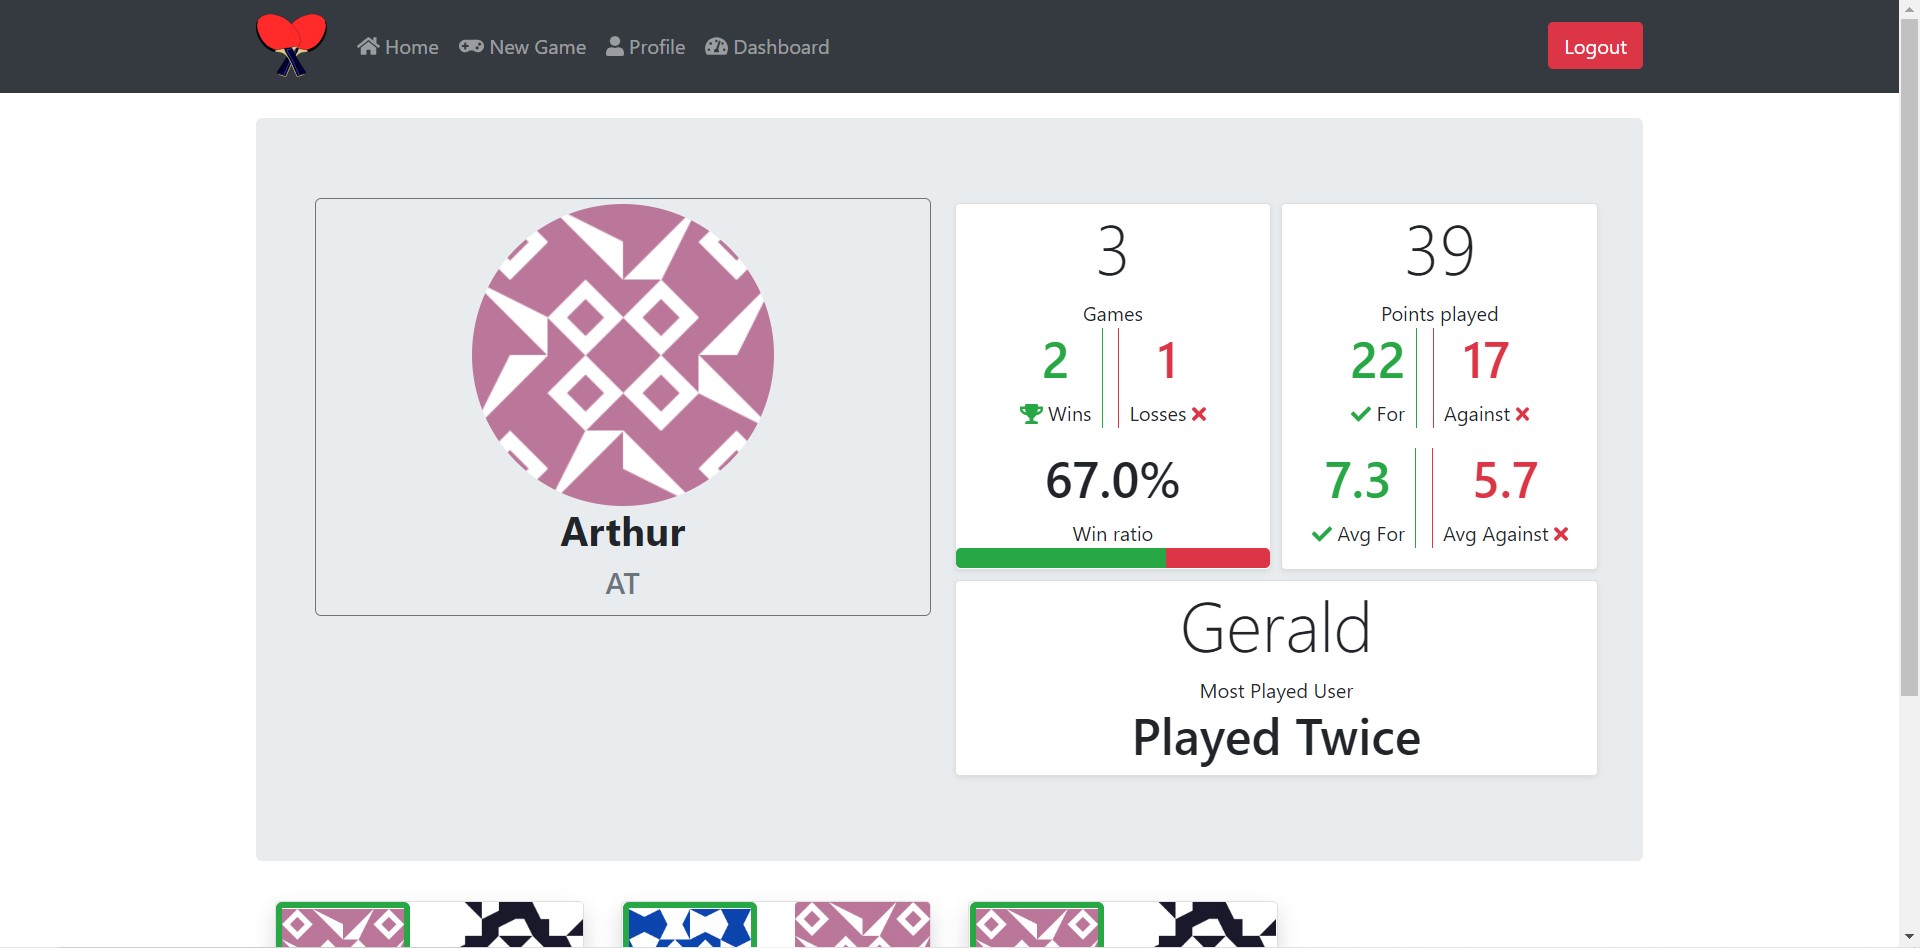 Home New Game Profile Dashboard Logout
Arthur
AT
3
Games
2 1
Wins Losses
67.0%
Win ratio
39
Points played
22 17
For Against
7.3 5.7
Avg For Avg Against
Gerald
Most Played User
Played Twice